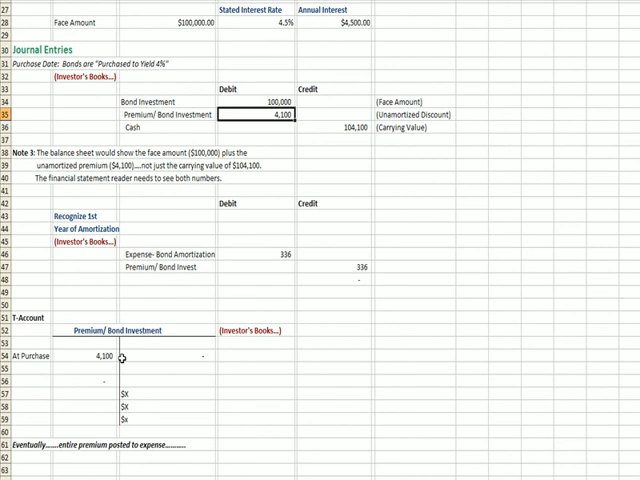 27 Stated Interest Rate Annual Interest
28 Face Amount $100,000.00 4.5% $4,500.00
29
30 Journal Entries
31 Purchase Date: Bonds are "Purchased to Yield 4%"
32 (Investor's Books...)
33 Debit Credit
34 Bond Investment 100,000 (Face Amount)
35 Premium/ Bond Investment 4,100 (Unamortized Discount)
36 Cash 104,100 (Carrying Value)
37
38 Note 3: The balance sheet would show the face amount ($100,000) plus the
39 unamortized premium ($4,100)....not just the carrying value of $104,100.
40 The financial statement reader needs to see both numbers.
41
42 Debit Credit
43 Recognize 1st
44 Year of Amortization
45 (Investor's Books...)
46 Expense- Bond Amortization 336
47 Premium/ Bond Invest 336
48 -
49
50
51 T-Account
52 Premium/ Bond Investment (Investor's Books...)
53
54 At Purchase 4,100 -
55
56 -
57 $X
58 $X
59 $x
60
61 Eventually.......entire premium posted to expense...........
62
63